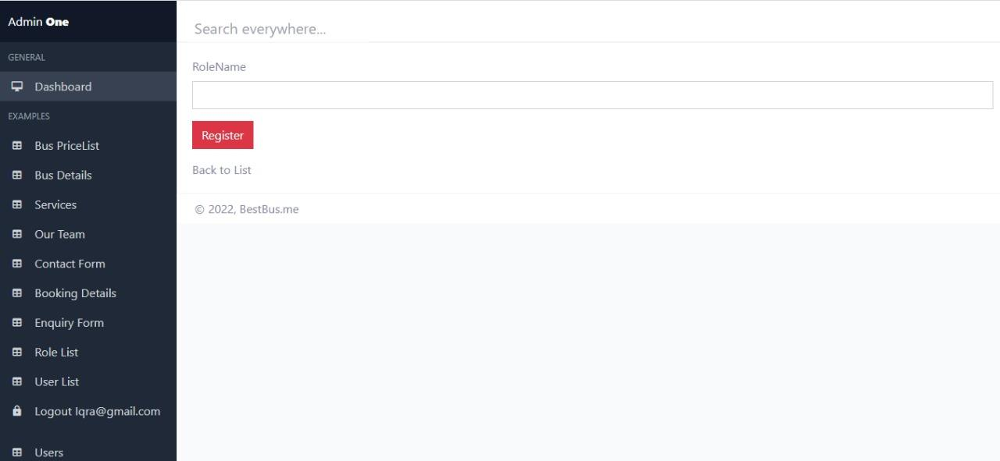 Admin One
GENERAL
Dashboard
EXAMPLES
Bus PriceList
Bus Details
Services
Our Team
Contact Form
Booking Details
Enquiry Form
Role List
User List
Logout Iqra@gmail.com
Users
Search everywhere...
RoleName
Register
Back to List
© 2022, BestBus.me